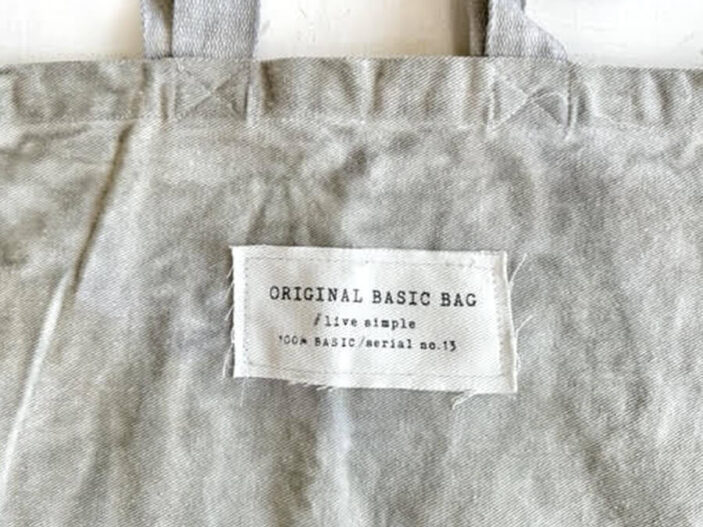 ORIGINAL BASIC BAG
#live simple
100% BASIC/serial no.13